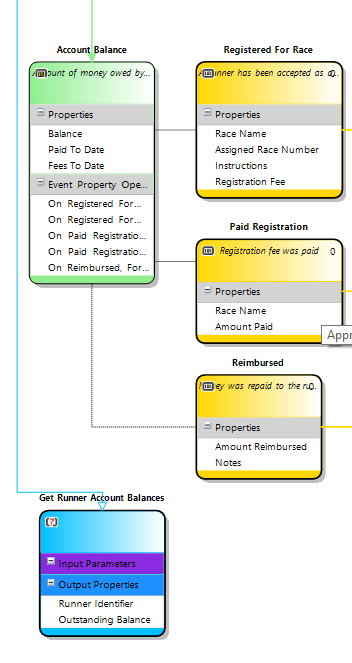 Account Balance
ount of money owed by...
Properties
Balance
Paid To Date
Fees To Date
Event Property Ope...
On Registered For...
On Registered For...
On Paid Registratio...
On Paid Registratio...
On Reimbursed, For...
Registered For Race
nner has been accepted as a... 0
Properties
Race Name
Assigned Race Number
Instructions
Registration Fee
Paid Registration
Registration fee was paid 0
Properties
Race Name
Amount Paid
Appr
Reimbursed
ey was repaid to the ru... 0
Properties
Amount Reimbursed
Notes
Get Runner Account Balances
(?)
Input Parameters
Output Properties
Runner Identifier
Outstanding Balance